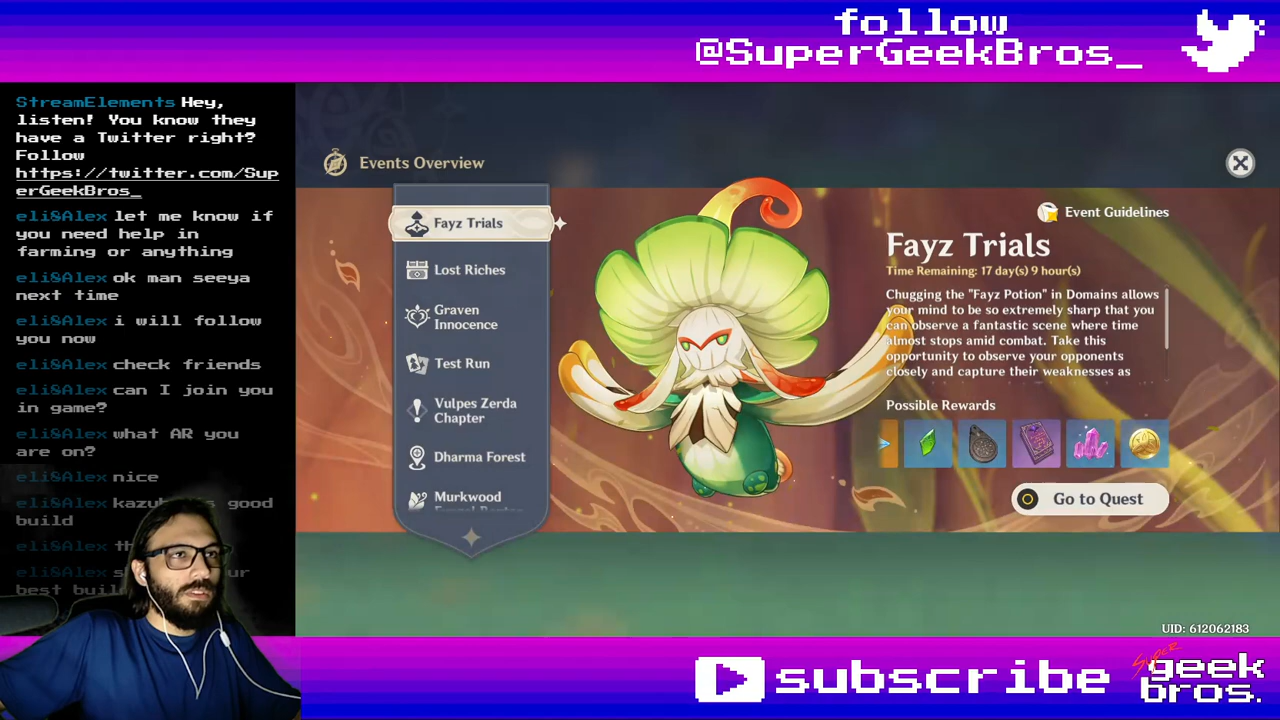 follow
@SuperGeekBros_
StreamElements Hey,
listen! You know they
have a Twitter right?
Follow
https://twitter.com/Sup
erGeekBros_
eli&Alex let me know if
you need help in
farming or anything
eli&Alex ok man seeya
next time
eli&Alex i will follow
you now
eli&Alex check friends
eli&Alex can I join you
in game?
eli&Alex what AR you
are on?
eli&Alex nice
good
build
eli&Alex
eli&Alex
best
Events Overview
Fayz Trials
Lost Riches
Graven
Innocence
Test Run
Vulpes Zerda
Chapter
Dharma Forest
Murkwood
Event Guidelines
Fayz Trials
Time Remaining: 17 day(s) 9 hour(s)
Chugging the "Fayz Potion" in Domains allows
your mind to be so extremely sharp that you
can observe a fantastic scene where time
almost stops amid combat. Take this
opportunity to observe your opponents
closely and capture their weaknesses as
Possible Rewards
Go to Quest
UID: 612062183
subscribe
super
geek
bros.